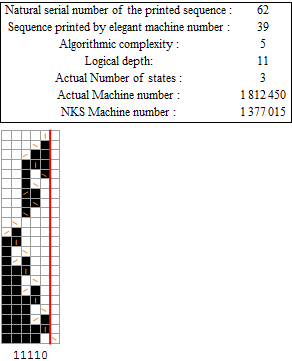 Natural serial number of the printed sequence : 62
Sequence printed by elegant machine number : 39
Algorithmic complexity : 5
Logical depth: 11
Actual Number of states : 3
Actual Machine number : 1 812 450
NKS Machine number : 1 377 015
11110